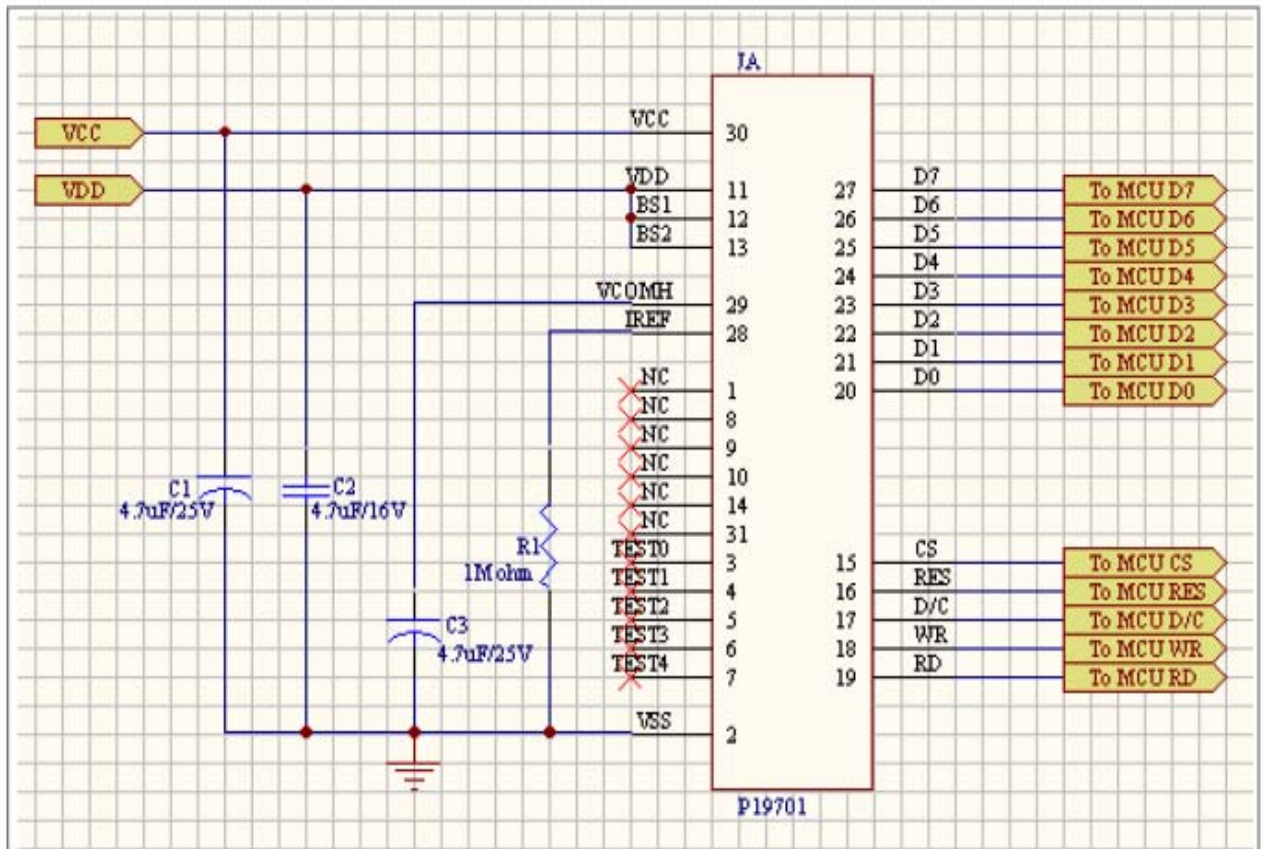 JA
VCC
VCC
30
VDD
VDD
11
BS1
12
BS2
13
VCOMH
29
IREF
28
NC
1
NC
8
NC
9
NC
10
NC
14
NC
31
TEST0
3
TEST1
4
TEST2
5
TEST3
6
TEST4
7
VSS
2
C1
4.7uF/25V
C2
4.7uF/16V
R1
1M ohm
C3
4.7uF/25V
27 D7 To MCU D7
26 D6 To MCU D6
25 D5 To MCU D5
24 D4 To MCU D4
23 D3 To MCU D3
22 D2 To MCU D2
21 D1 To MCU D1
20 D0 To MCU D0
15 CS To MCU CS
16 RES To MCU RES
17 D/C To MCU D/C
18 WR To MCU WR
19 RD To MCU RD
P19701